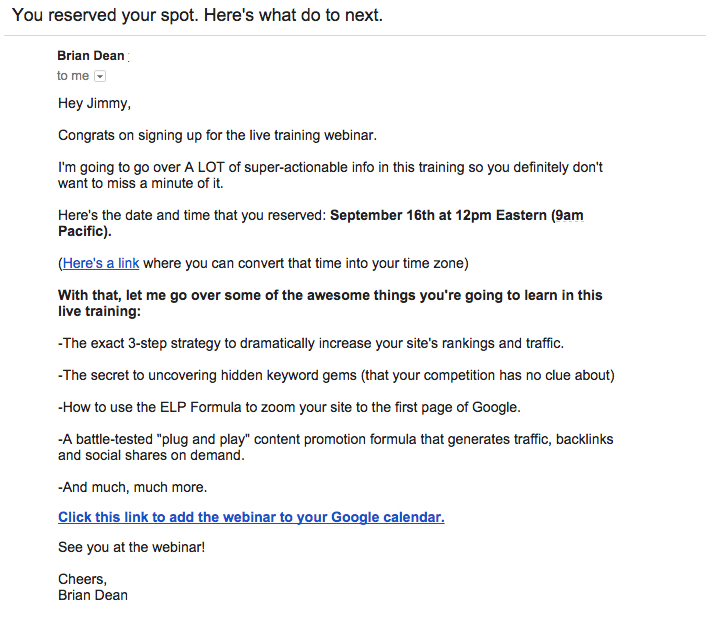 You reserved your spot. Here's what do to next.
Brian Dean
to me
Hey Jimmy,
Congrats on signing up for the live training webinar.
I'm going to go over A LOT of super-actionable info in this training so you definitely don't
want to miss a minute of it.
Here's the date and time that you reserved: September 16th at 12pm Eastern (9am
Pacific).
(Here's a link where you can convert that time into your time zone)
With that, let me go over some of the awesome things you're going to learn in this
live training:
-The exact 3-step strategy to dramatically increase your site's rankings and traffic.
-The secret to uncovering hidden keyword gems (that your competition has no clue about)
-How to use the ELP Formula to zoom your site to the first page of Google.
-A battle-tested "plug and play" content promotion formula that generates traffic, backlinks
and social shares on demand.
-And much, much more.
Click this link to add the webinar to your Google calendar.
See you at the webinar!
Cheers,
Brian Dean